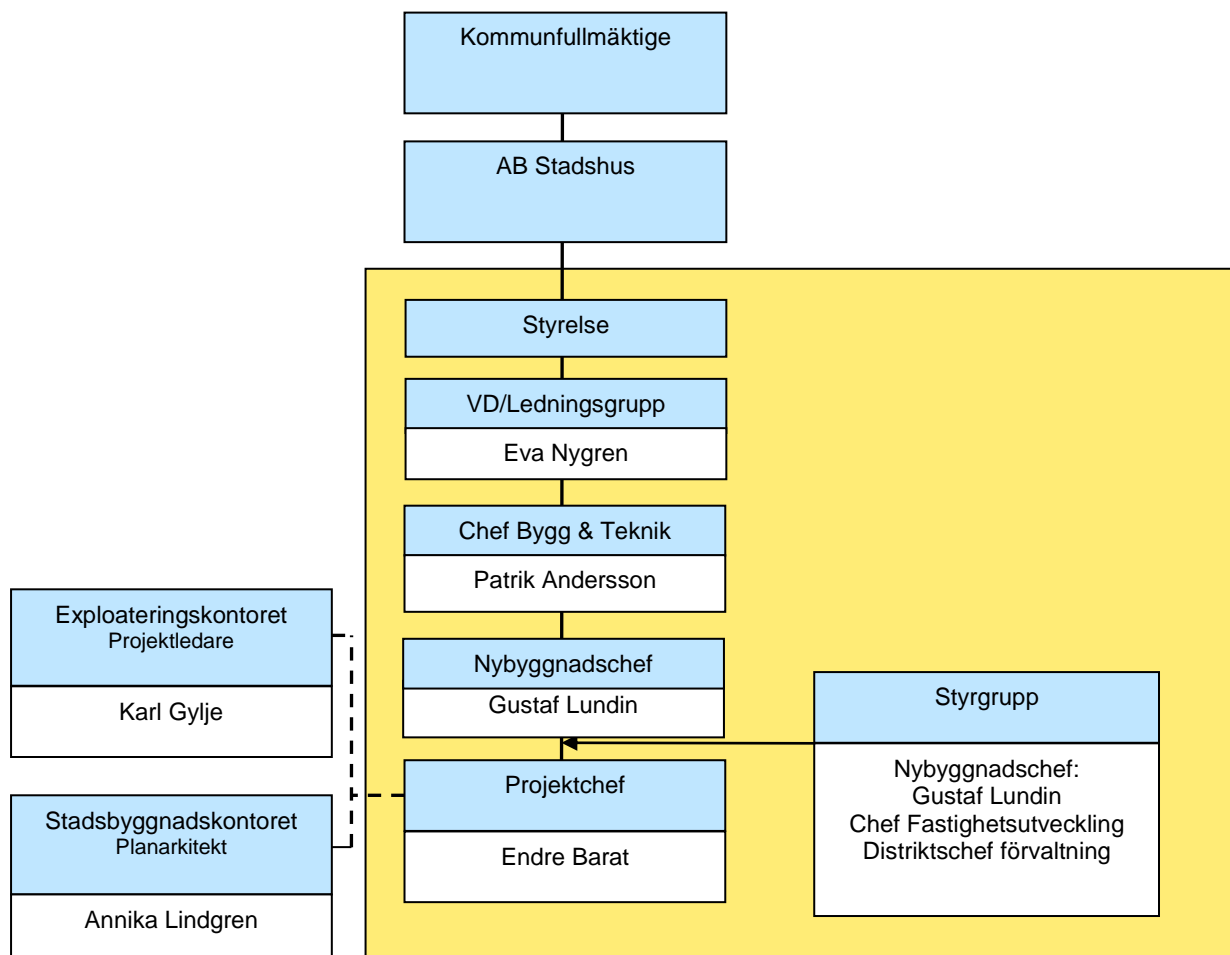 Kommunfullmäktige
AB Stadshus
Styrelse
VD/Ledningsgrupp
Eva Nygren
Chef Bygg & Teknik
Patrik Andersson
Exploateringskontoret
Projektledare
Karl Gylje
Nybyggnadschef
Gustaf Lundin
Styrgrupp
Nybyggnadschef:
Gustaf Lundin
Chef Fastighetsutveckling
Distriktschef förvaltning
Projektchef
Endre Barat
Stadsbyggnadskontoret
Planarkitekt
Annika Lindgren